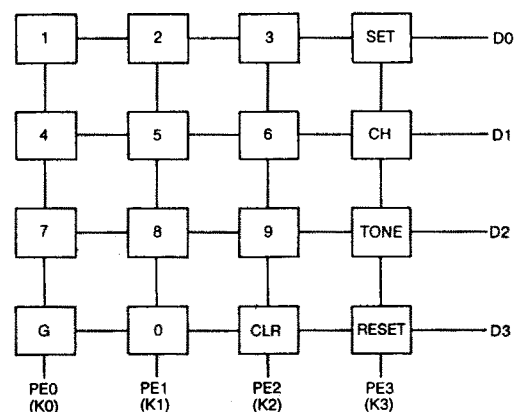 1 2 3 SET D0
4 5 6 CH D1
7 8 9 TONE D2
G 0 CLR RESET D3
PE0 PE1 PE2 PE3
(K0) (K1) (K2) (K3)